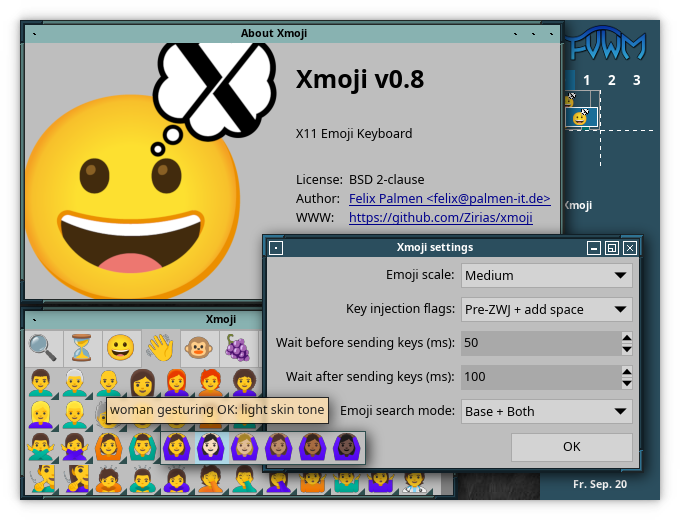 About Xmoji
Xmoji v0.8
X11 Emoji Keyboard
License: BSD 2-clause
Author: Felix Palmen <felix@palmen-it.de>
WWW: https://github.com/Zirias/xmoji
FVWM
1 2 3
Xmoji
Xmoji settings
Emoji scale: Medium
Key injection flags: Pre-ZWJ + add space
Wait before sending keys (ms): 50
Wait after sending keys (ms): 100
Emoji search mode: Base + Both
OK
Xmoji
woman gesturing OK: light skin tone
Fr. Sep. 20